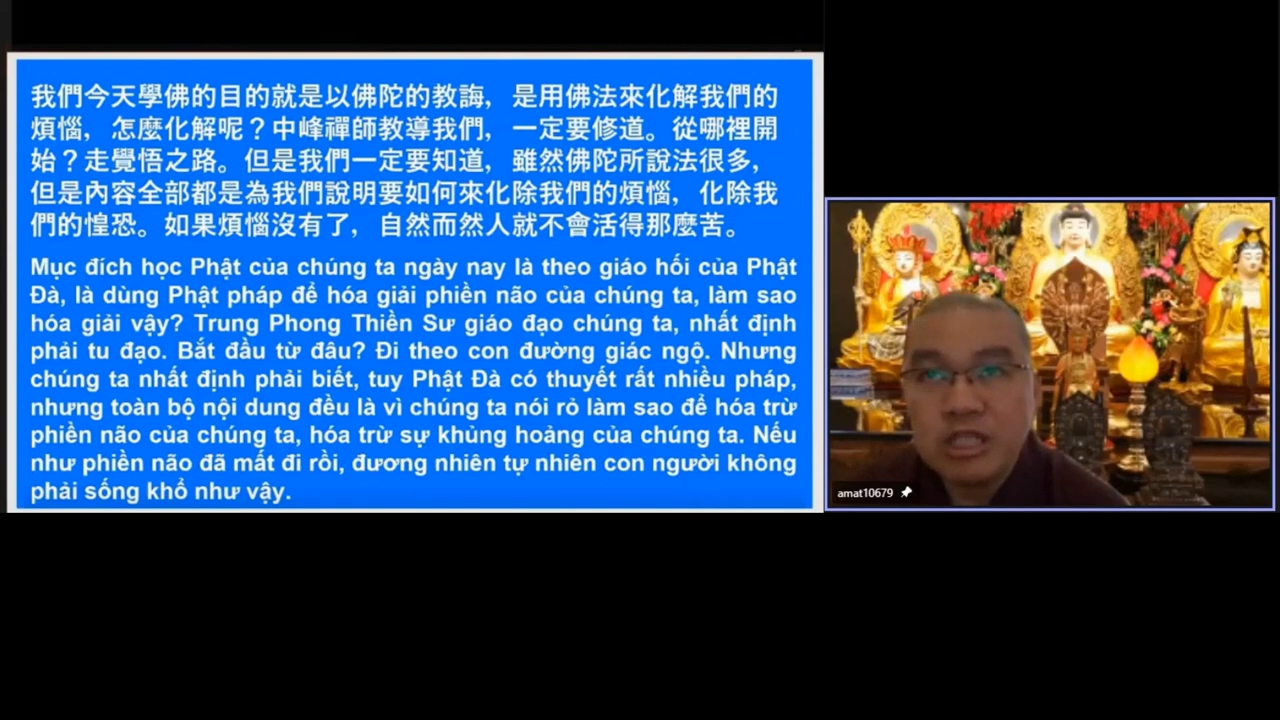 我們今天學佛的目的就是以佛陀的教誨，是用佛法來化解我們的
煩惱，怎麼化解呢？中峰禪師教導我們，一定要修道。從哪裡開
始？走覺悟之路。但是我們一定要知道，雖然佛陀所說法很多，
但是內容全部都是為我們說明要如何來化除我們的煩惱，化除我
們的惶恐。如果煩惱沒有了，自然而然人就不會活得那麼苦。
Mục đích học Phật của chúng ta ngày nay là theo giáo hối của Phật
Đà, là dùng Phật pháp để hóa giải phiền não của chúng ta, làm sao
hóa giải vậy? Trung Phong Thiền Sư giáo đạo chúng ta, nhất định
phải tu đạo. Bắt đầu từ đâu? Đi theo con đường giác ngộ. Nhưng
chúng ta nhất định phải biết, tuy Phật Đà có thuyết rất nhiều pháp,
nhưng toàn bộ nội dung đều là vì chúng ta nói rỏ làm sao để hóa trừ
phiền não của chúng ta, hóa trừ sự khủng hoảng của chúng ta. Nếu
như phiền não đã mất đi rồi, đương nhiên tự nhiên con người không
phải sống khổ như vậy.
amat10679